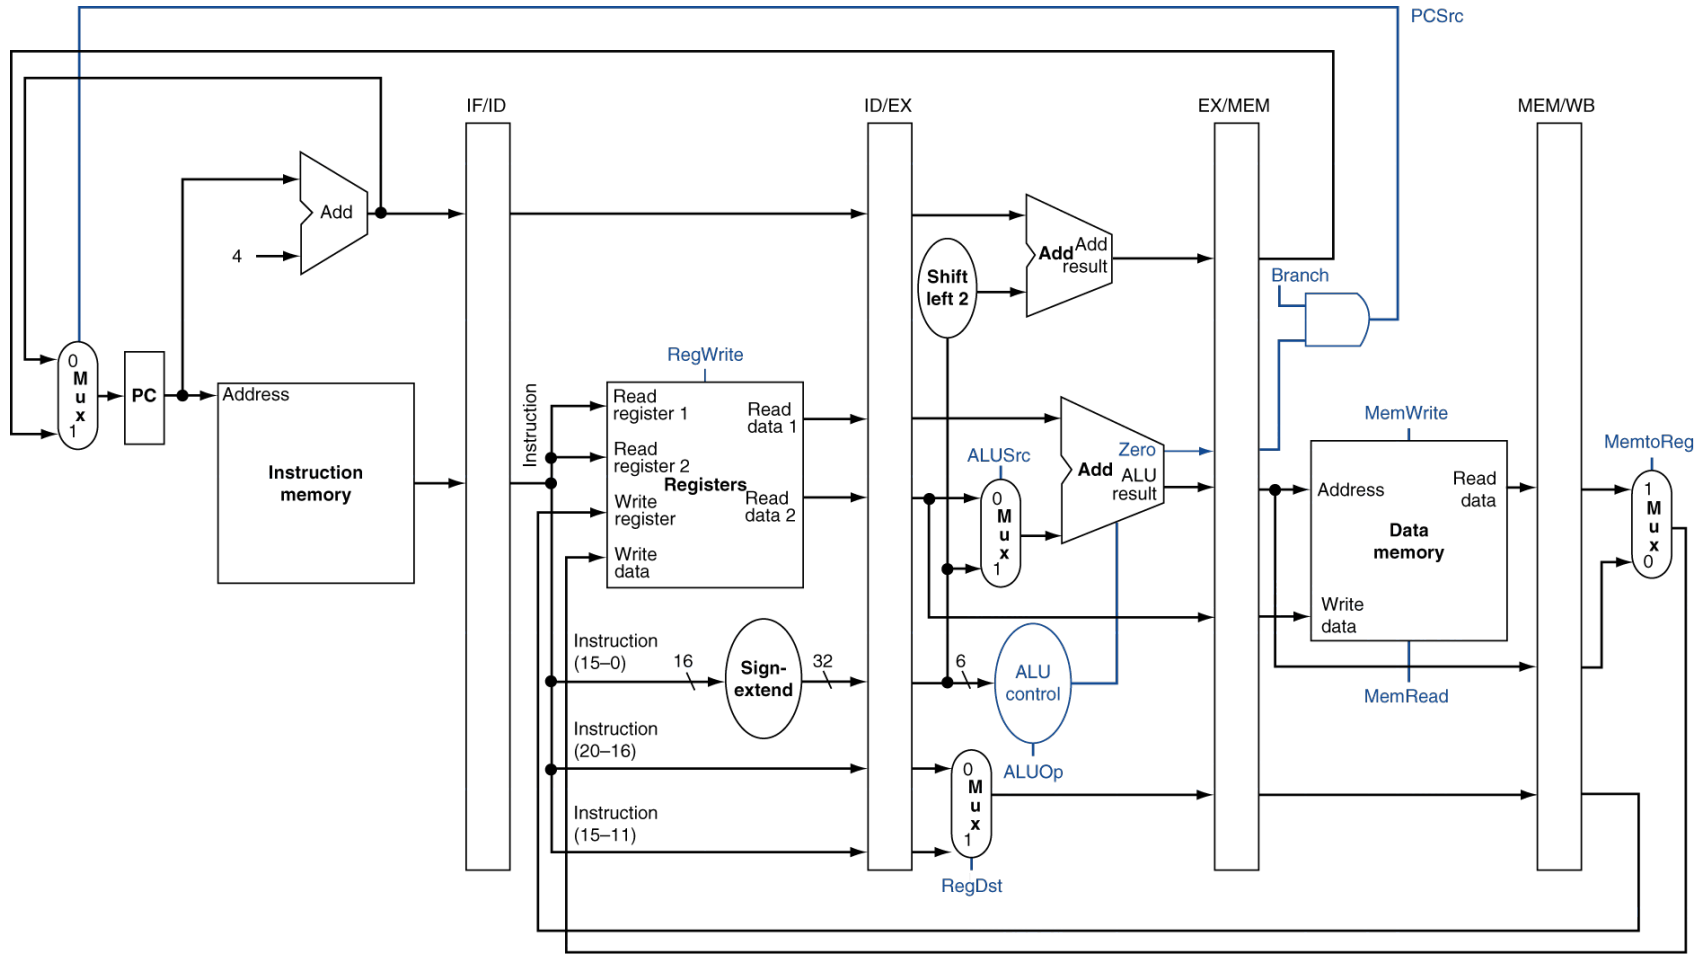 PCSrc
IF/ID
ID/EX
EX/MEM
MEM/WB
Add
4
Shift
left 2
Add
Add
result
Branch
0
M
u
x
1
PC
Address
Instruction
memory
Instruction
RegWrite
Read
register 1
Read
register 2
Write
register
Write
data
Registers
Read
data 1
Read
data 2
ALUSrc
0
M
u
x
1
Zero
Add
ALU
result
MemWrite
Address
Read
data
Data
memory
Write
data
MemRead
MemtoReg
1
M
u
x
0
Instruction
(15–0)
16
Sign-
extend
32
6
ALU
control
ALUOp
Instruction
(20–16)
Instruction
(15–11)
0
M
u
x
1
RegDst